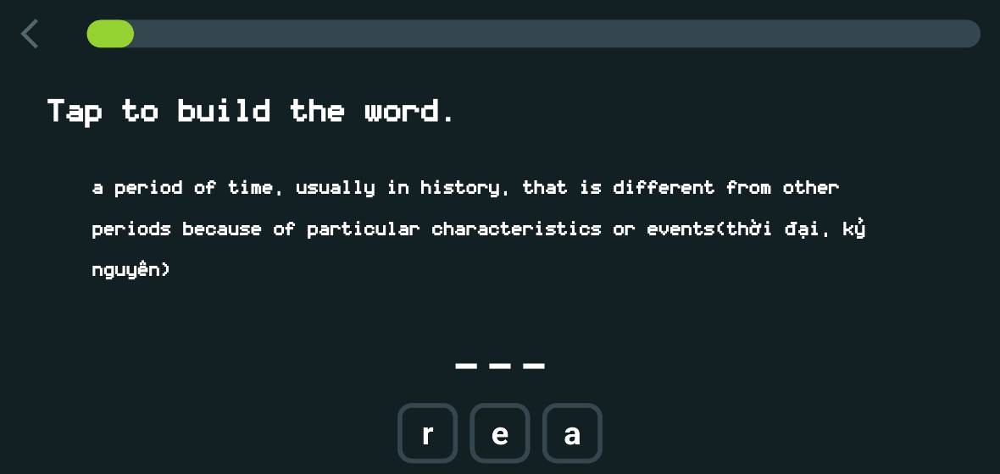 Tap to build the word.
a period of time, usually in history, that is different from other
periods because of particular characteristics or events(thời đại, kỷ
nguyên)
_ _ _
r e a